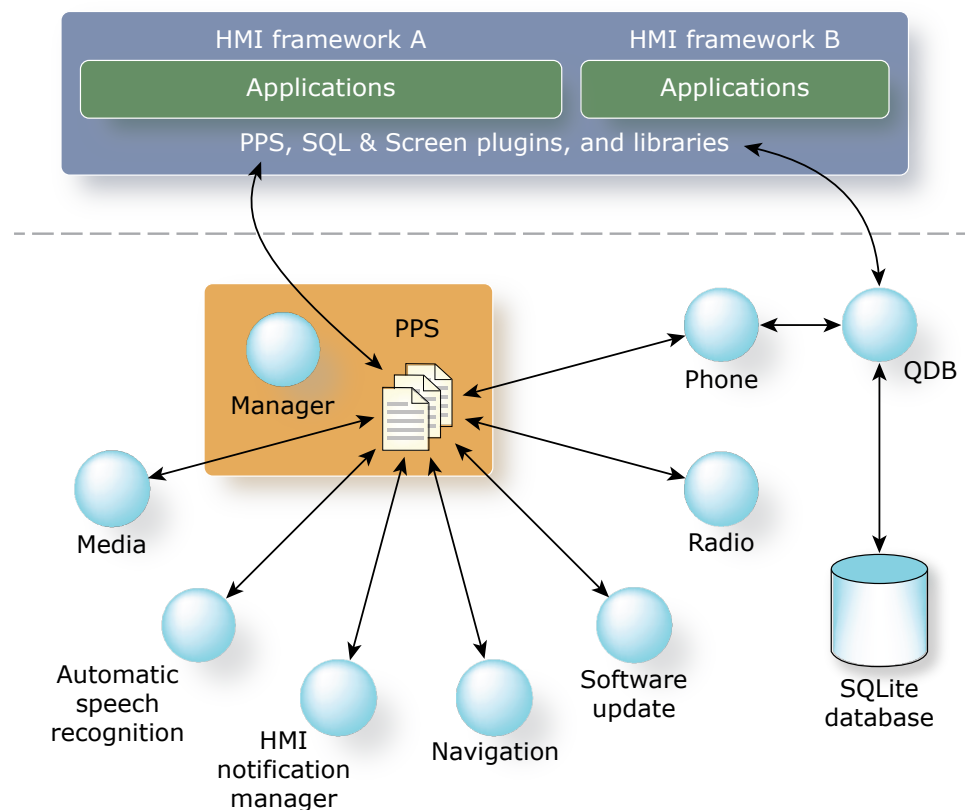 HMI framework A
HMI framework B
Applications
Applications
PPS, SQL & Screen plugins, and libraries
PPS
Manager
Phone
QDB
Media
Radio
Automatic
speech
recognition
HMI
notification
manager
Navigation
Software
update
SQLite
database